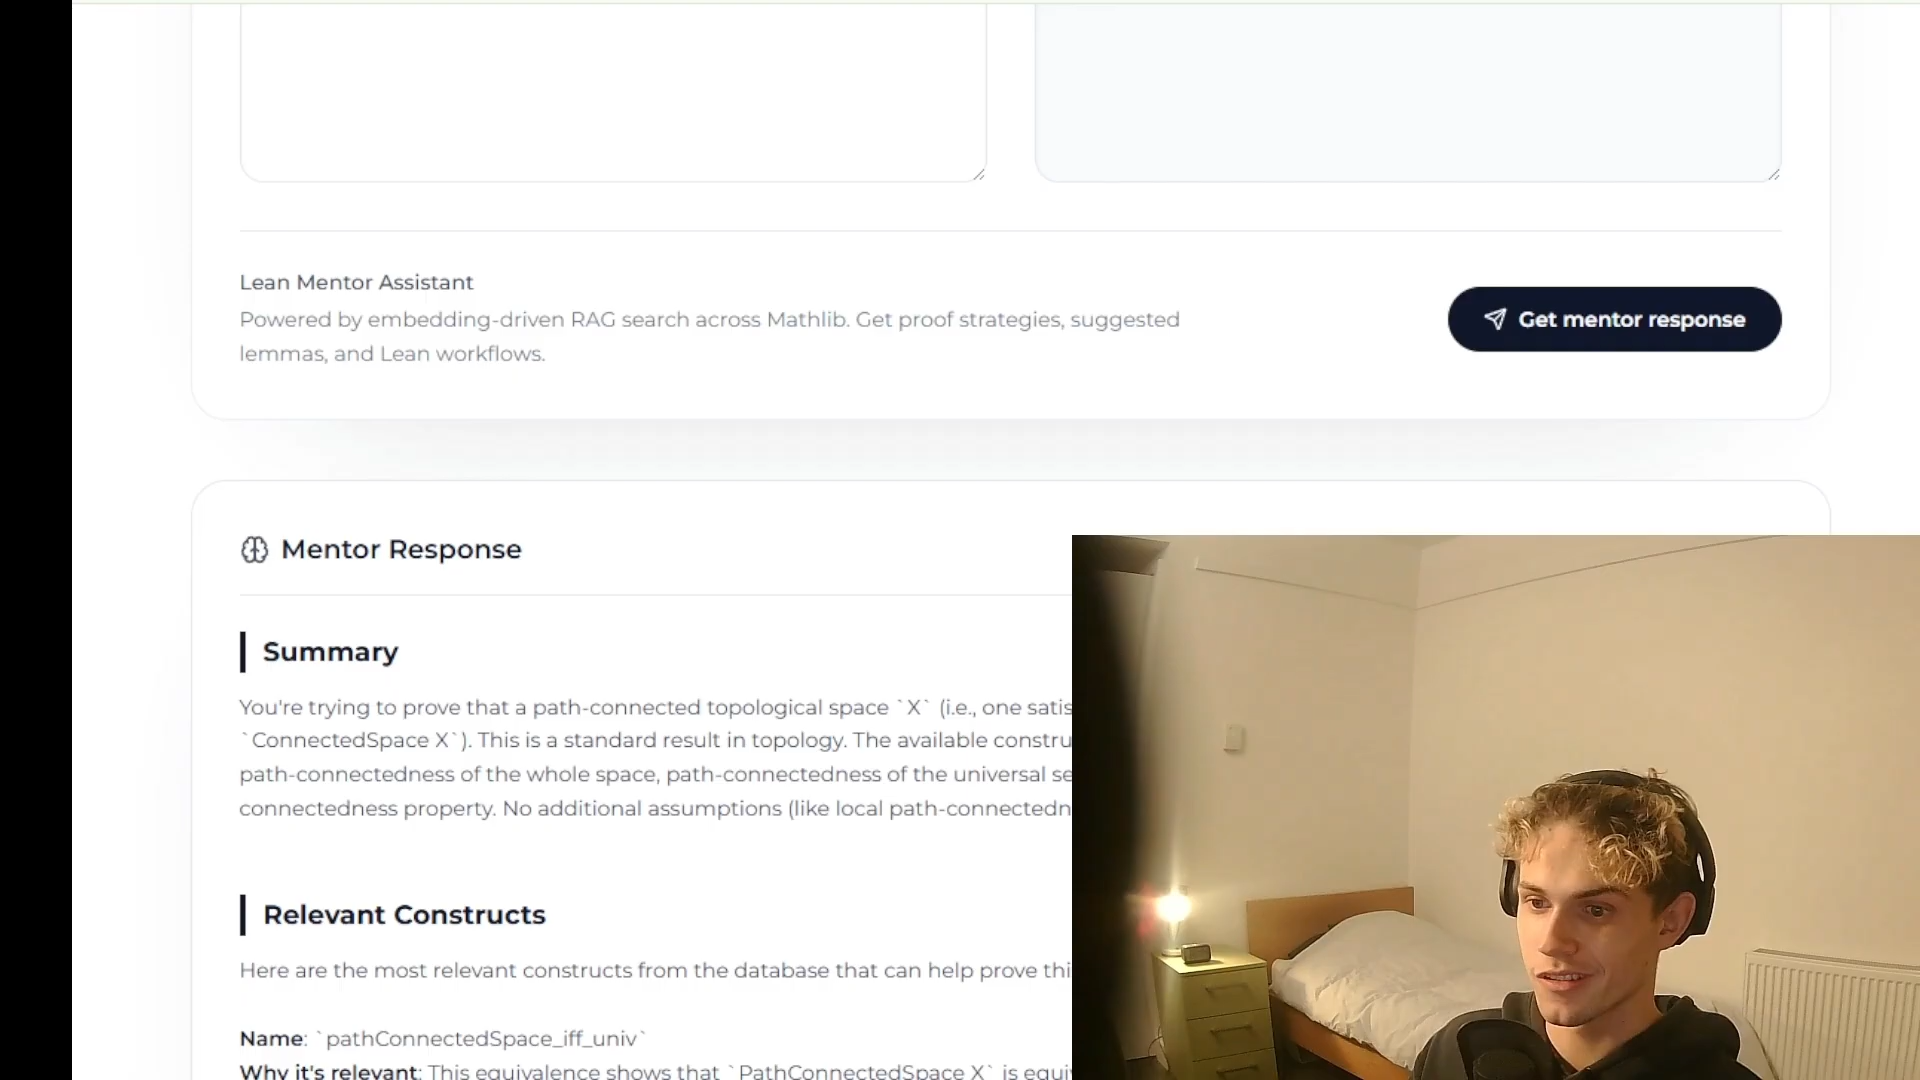 Lean Mentor Assistant
Powered by embedding-driven RAG search across Mathlib. Get proof strategies, suggested
lemmas, and Lean workflows.
Get mentor response
Mentor Response
Summary
You're trying to prove that a path-connected topological space `X` (i.e., one satis
`ConnectedSpace X`). This is a standard result in topology. The available constru
path-connectedness of the whole space, path-connectedness of the universal se
connectedness property. No additional assumptions (like local path-connectedn
Relevant Constructs
Here are the most relevant constructs from the database that can help prove thi
Name: `pathConnectedSpace_iff_univ`
Why it's relevant: This equivalence shows that `PathConnectedSpace X` is equiv